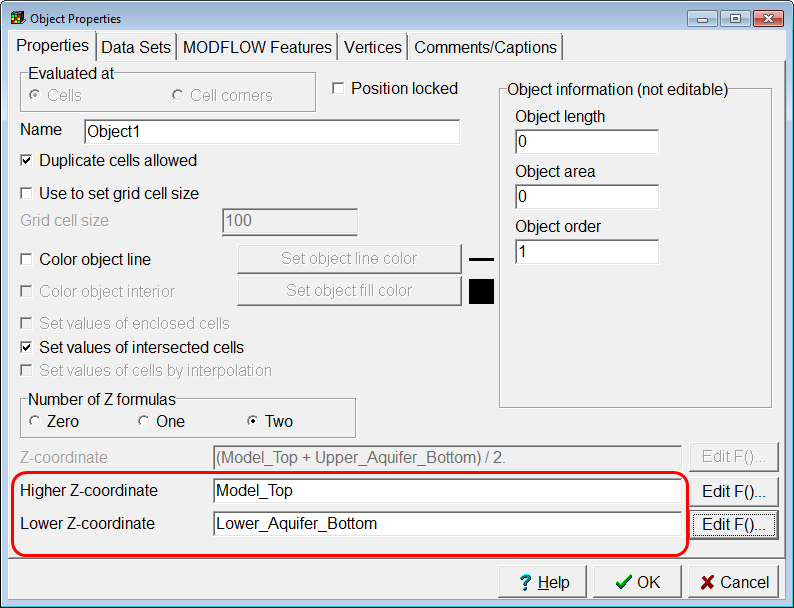 Object Properties
Properties Data Sets MODFLOW Features Vertices Comments/Captions
Evaluated at
Cells Cell corners
Position locked
Name Object1
Duplicate cells allowed
Use to set grid cell size
Grid cell size 100
Color object line Set object line color
Color object interior Set object fill color
Set values of enclosed cells
Set values of intersected cells
Set values of cells by interpolation
Number of Z formulas
Zero One Two
Object information (not editable)
Object length
0
Object area
0
Object order
1
Z-coordinate (Model_Top + Upper_Aquifer_Bottom) / 2. Edit F()...
Higher Z-coordinate Model_Top Edit F()...
Lower Z-coordinate Lower_Aquifer_Bottom Edit F()...
? Help OK Cancel